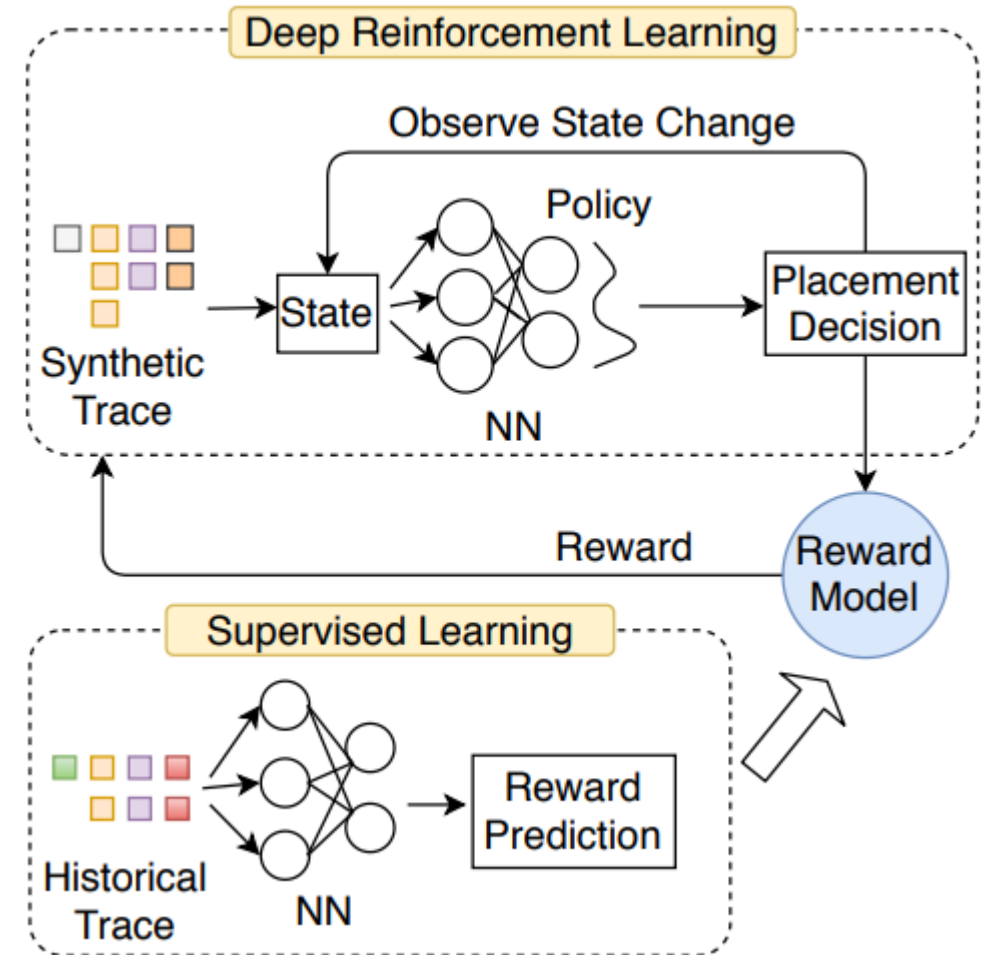 Deep Reinforcement Learning
Observe State Change
Policy
State
Placement
Decision
Synthetic
Trace
NN
Reward
Reward
Model
Supervised Learning
Reward
Prediction
Historical
Trace
NN